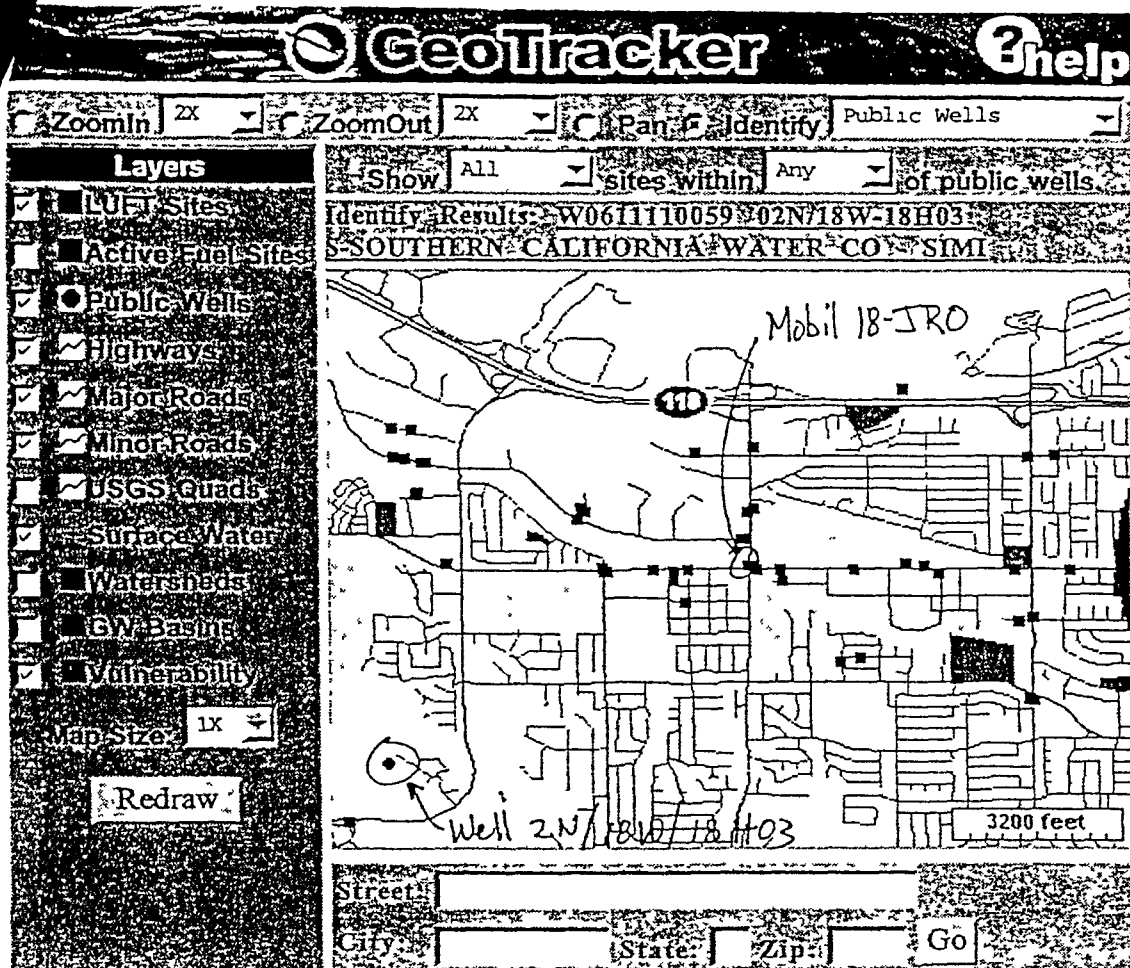 GeoTracker ? help
ZoomIn 2X ZoomOut 2X Pan Identify Public Wells
Layers
Show All sites within Any of public wells
Identify Results: W0611110059 02N/18W-18H03
S-SOUTHERN CALIFORNIA WATER CO - SIMI
LUFT Sites
Active Fuel Sites
Public Wells
Highways
Major Roads
Minor Roads
USGS Quads
Surface Water
Watersheds
GW Basins
Vulnerability
Map Size: 1X
Redraw
Mobil 18-JRO
118
Well 2N/18W/18H03
3200 feet
Street:
City: State: Zip: Go